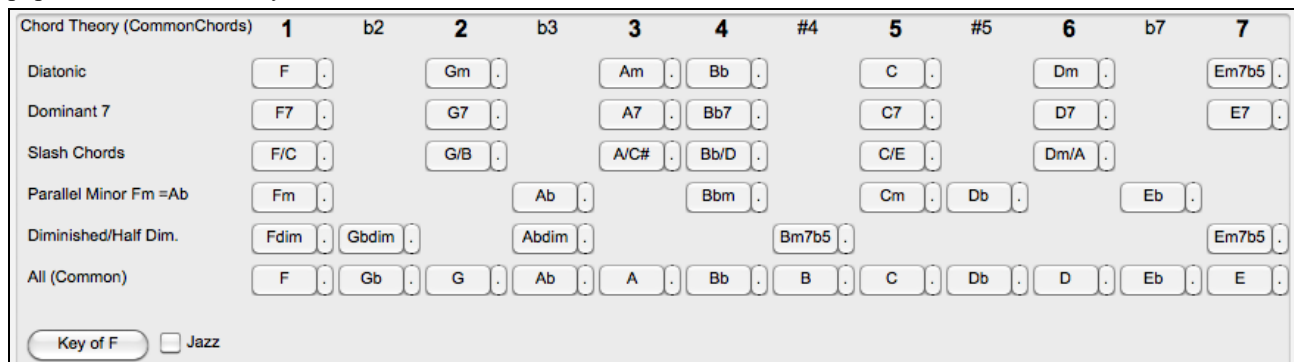 Chord Theory (CommonChords) 1 b2 2 b3 3 4 #4 5 #5 6 b7 7
Diatonic F . Gm . Am . Bb . C . Dm . Em7b5 .
Dominant 7 F7 . G7 . A7 . Bb7 . C7 . D7 . E7 .
Slash Chords F/C . G/B . A/C# . Bb/D . C/E . Dm/A .
Parallel Minor Fm =Ab Fm . Ab . Bbm . Cm . Db . Eb .
Diminished/Half Dim. Fdim . Gbdim . Abdim . Bm7b5 . Em7b5 .
All (Common) F . Gb . G . Ab . A . Bb . B . C . Db . D . Eb . E .
Key of F Jazz